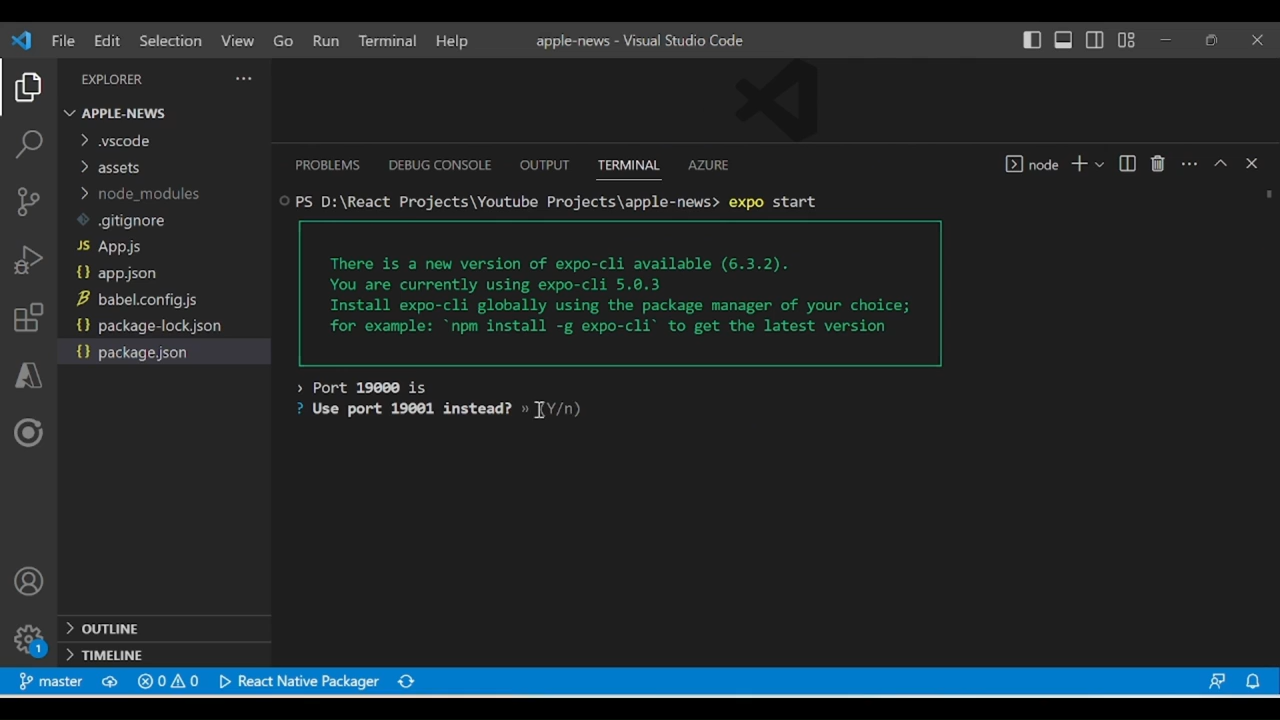 File Edit Selection View Go Run Terminal Help apple-news - Visual Studio Code
EXPLORER
APPLE-NEWS
.vscode
assets
node_modules
.gitignore
JS App.js
{} app.json
babel.config.js
{} package-lock.json
{} package.json
OUTLINE
TIMELINE
PROBLEMS DEBUG CONSOLE OUTPUT TERMINAL AZURE node
PS D:\React Projects\Youtube Projects\apple-news> expo start
There is a new version of expo-cli available (6.3.2).
You are currently using expo-cli 5.0.3
Install expo-cli globally using the package manager of your choice;
for example: `npm install -g expo-cli` to get the latest version
› Port 19000 is
? Use port 19001 instead? » (Y/n)
1
master 0 0 React Native Packager